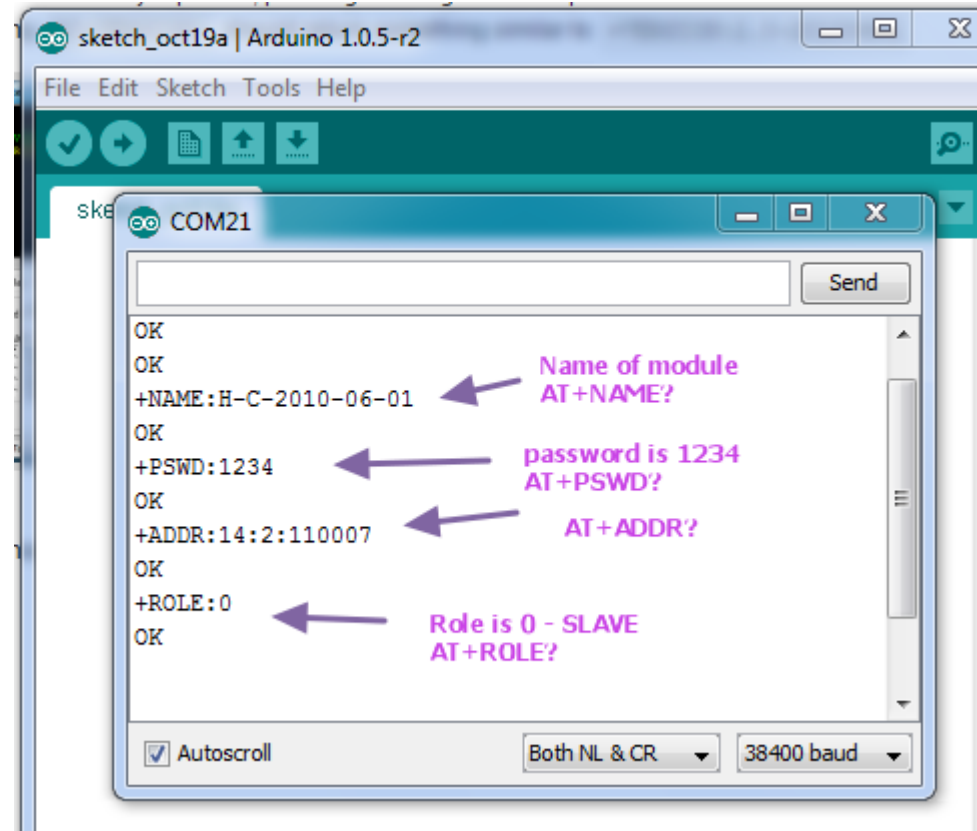 sketch_oct19a | Arduino 1.0.5-r2
File Edit Sketch Tools Help
ske
COM21
Send
OK
OK
+NAME:H-C-2010-06-01
Name of module
AT+NAME?
OK
+PSWD:1234
password is 1234
AT+PSWD?
OK
+ADDR:14:2:110007
AT+ADDR?
OK
+ROLE:0
Role is 0 - SLAVE
AT+ROLE?
OK
Autoscroll
Both NL & CR
38400 baud